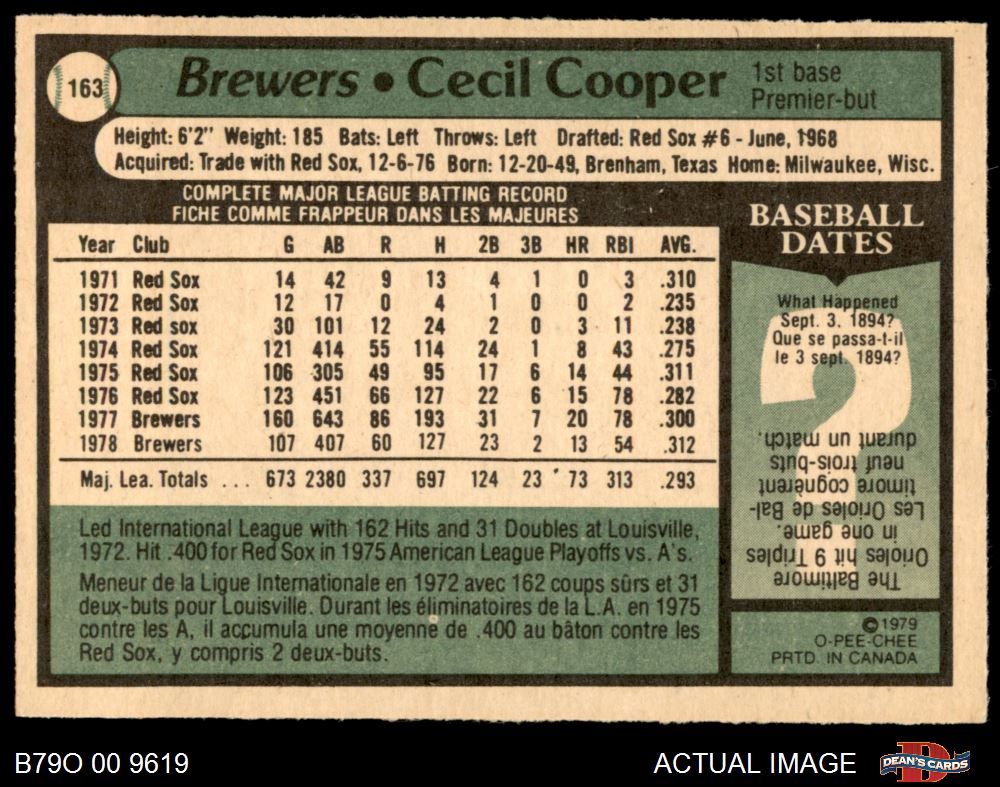 163
Brewers • Cecil Cooper
1st base
Premier-but
Height: 6'2" Weight: 185 Bats: Left Throws: Left Drafted: Red Sox #6 - June, 1968
Acquired: Trade with Red Sox, 12-6-76 Born: 12-20-49, Brenham, Texas Home: Milwaukee, Wisc.
COMPLETE MAJOR LEAGUE BATTING RECORD
FICHE COMME FRAPPEUR DANS LES MAJEURES
Year Club G AB R H 2B 3B HR RBI AVG.
1971 Red Sox 14 42 9 13 4 1 0 3 .310
1972 Red Sox 12 17 0 4 1 0 0 2 .235
1973 Red sox 30 101 12 24 2 0 3 11 .238
1974 Red Sox 121 414 55 114 24 1 8 43 .275
1975 Red Sox 106 305 49 95 17 6 14 44 .311
1976 Red Sox 123 451 66 127 22 6 15 78 .282
1977 Brewers 160 643 86 193 31 7 20 78 .300
1978 Brewers 107 407 60 127 23 2 13 54 .312
Maj. Lea. Totals ... 673 2380 337 697 124 23 73 313 .293
Led International League with 162 Hits and 31 Doubles at Louisville,
1972. Hit .400 for Red Sox in 1975 American League Playoffs vs. A's.
Meneur de la Ligue Internationale en 1972 avec 162 coups sûrs et 31
deux-buts pour Louisville. Durant les éliminatoires de la L.A. en 1975
contre les A, il accumula une moyenne de .400 au bâton contre les
Red Sox, y compris 2 deux-buts.
BASEBALL
DATES
What Happened
Sept. 3, 1894?
Que se passa-t-il
le 3 sept. 1894?
The Baltimore
Orioles hit 9 Triples
in one game.
Les Orioles de Bal-
timore cognèrent
neuf trois-buts
durant un match.
©1979
O-PEE-CHEE
PRTD. IN CANADA
B79O 00 9619
ACTUAL IMAGE
DEAN'S CARDS